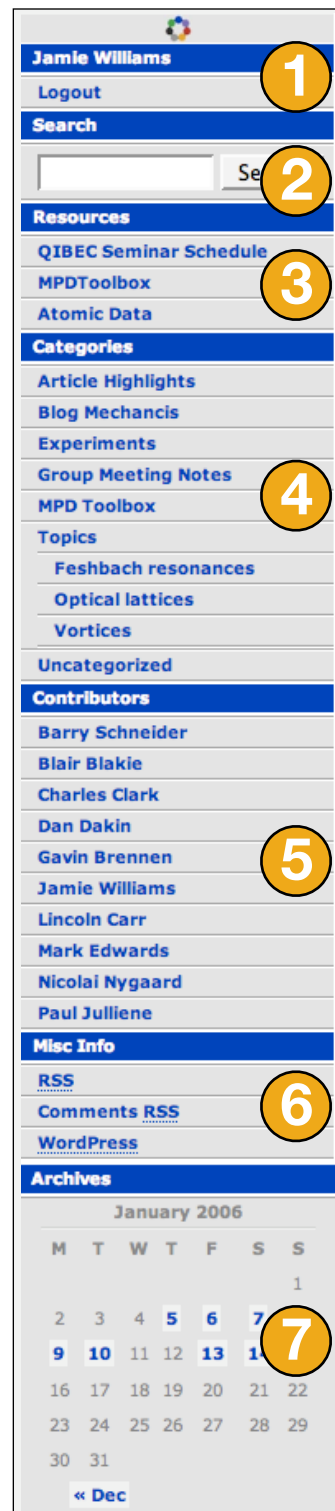 Jamie Williams
1
Logout
Search
2
Resources
QIBEC Seminar Schedule
MPDToolbox
3
Atomic Data
Categories
Article Highlights
Blog Mechancis
Experiments
Group Meeting Notes
4
MPD Toolbox
Topics
Feshbach resonances
Optical lattices
Vortices
Uncategorized
Contributors
Barry Schneider
Blair Blakie
Charles Clark
Dan Dakin
Gavin Brennen
5
Jamie Williams
Lincoln Carr
Mark Edwards
Nicolai Nygaard
Paul Julliene
Misc Info
RSS
Comments RSS
6
WordPress
Archives
January 2006
M T W T F S S
1
2 3 4 5 6 7
7
9 10 11 12 13
16 17 18 19 20 21 22
23 24 25 26 27 28 29
30 31
« Dec